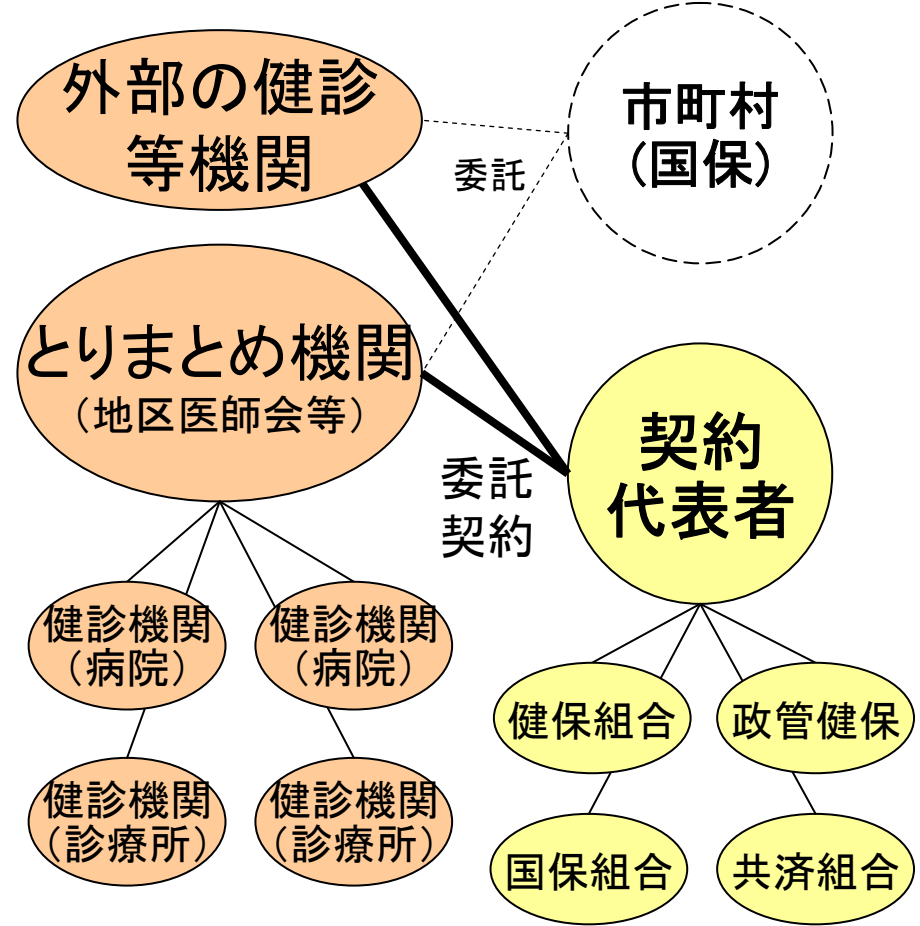 外部の健診
等機関
市町村
(国保)
委託
とりまとめ機関
(地区医師会等)
契約
代表者
委託
契約
健診機関
(病院)
健診機関
(病院)
健保組合
政管健保
健診機関
(診療所)
健診機関
(診療所)
国保組合
共済組合